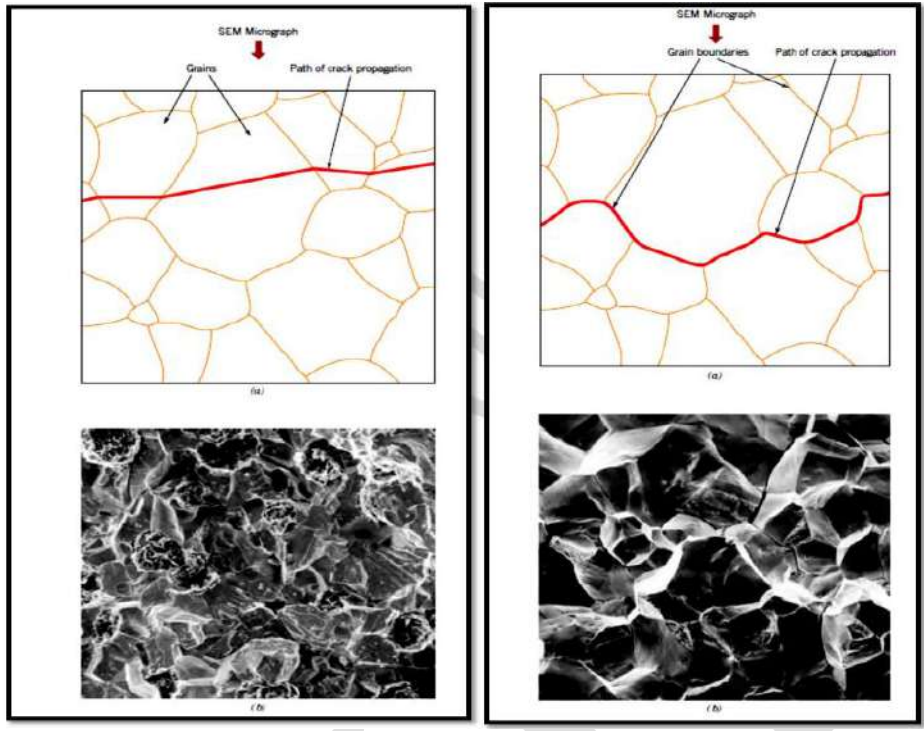 SEM Micrograph
Grains
Path of crack propagation
(a)
(b)
SEM Micrograph
Grain boundaries
Path of crack propagation
(a)
(b)